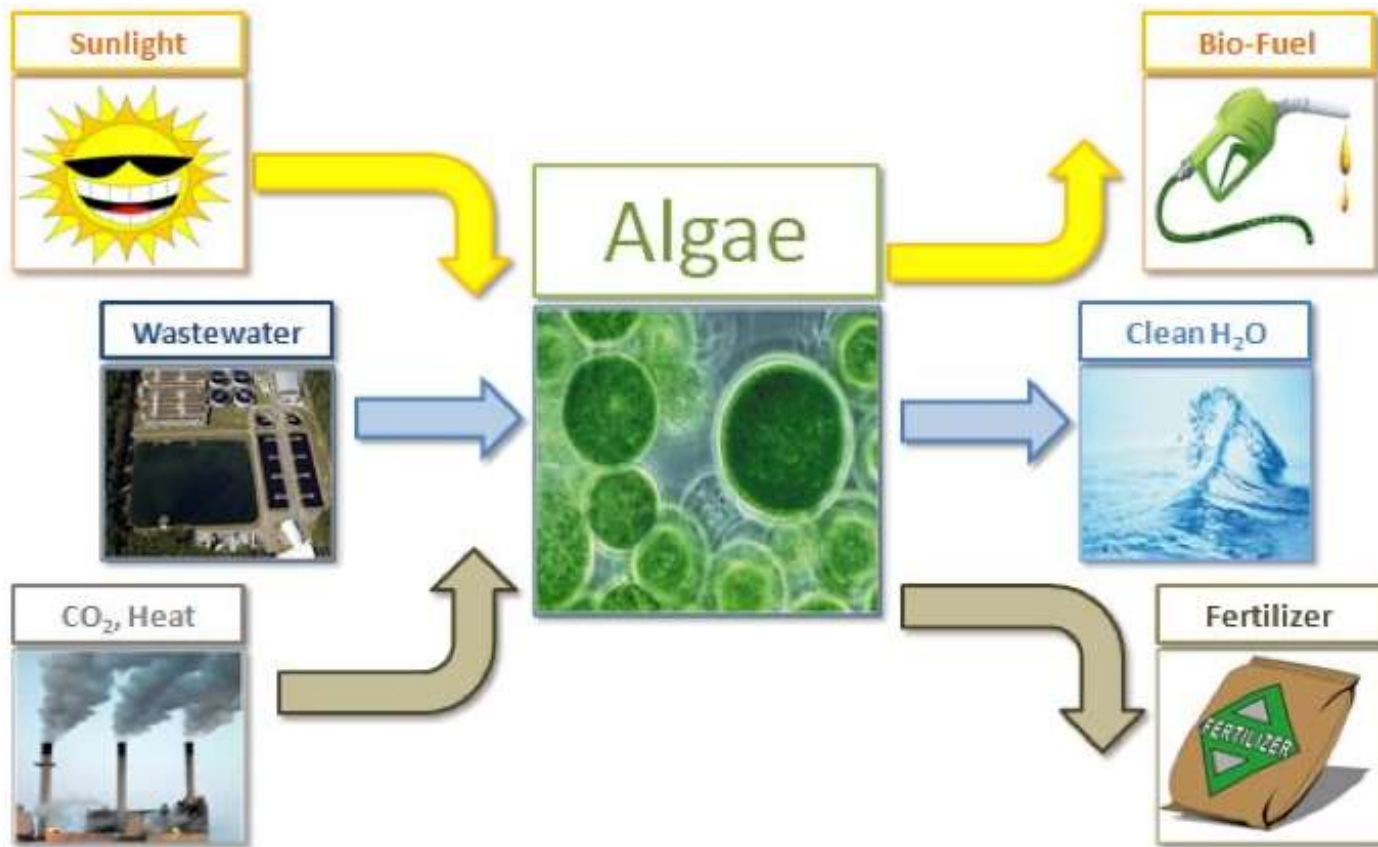 Sunlight
Bio-Fuel
Algae
Wastewater
Clean H₂O
CO₂, Heat
Fertilizer
FERTILIZER